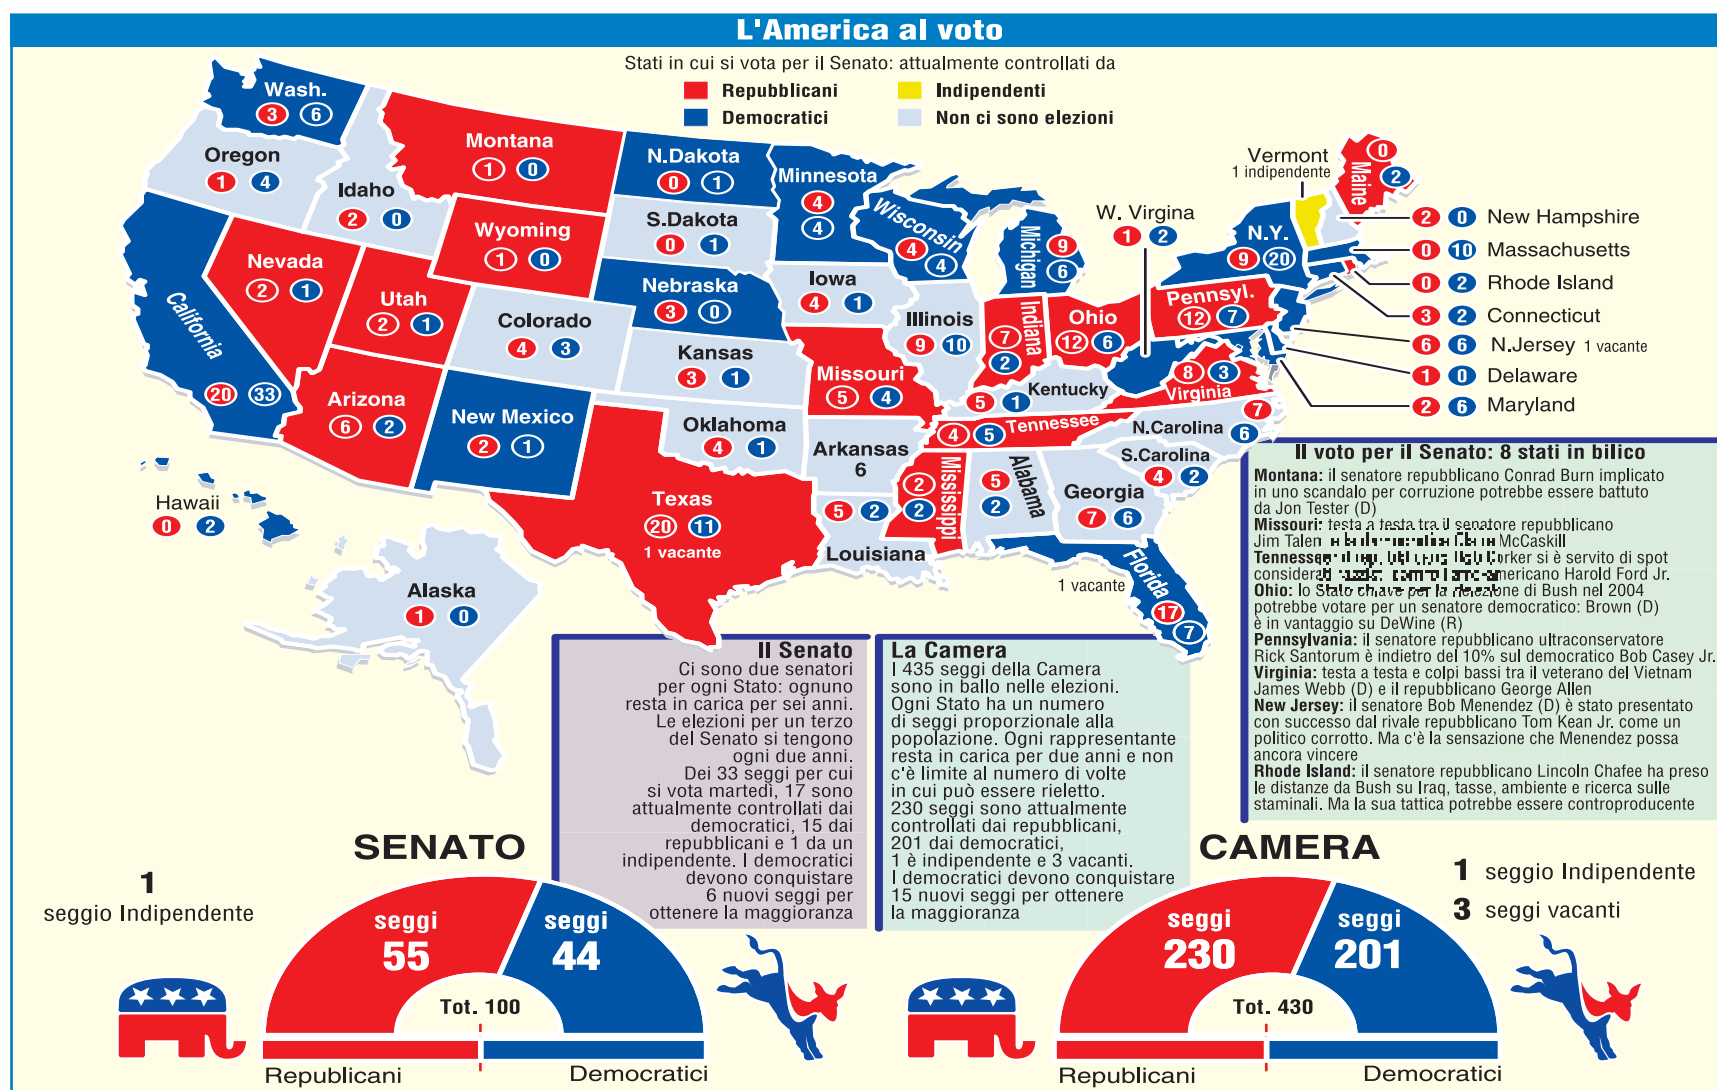 L'America al voto
Stati in cui si vota per il Senato: attualmente controllati da
Repubblicani
Indipendenti
Democratici
Non ci sono elezioni
Wash.
3 6
Oregon
1 4
Idaho
2 0
Montana
1 0
Wyoming
1 0
Nevada
2 1
Utah
2 1
California
20 33
Arizona
6 2
Colorado
4 3
New Mexico
2 1
N.Dakota
0 1
S.Dakota
0 1
Nebraska
3 0
Kansas
3 1
Oklahoma
4 1
Texas
20 11
1 vacante
Minnesota
4
4
Iowa
4 1
Missouri
5 4
Arkansas
6
5 2
Louisiana
Wisconsin
4
4
Illinois
9 10
Michigan
9
6
Indiana
7
2
Ohio
12 6
Kentucky
5 1
Tennessee
4 5
Mississippi
2
2
Alabama
5
2
Georgia
7 6
Florida
17
7
1 vacante
S.Carolina
4 2
N.Carolina
7
6
Virginia
8 3
W. Virgina
1 2
Pennsyl.
12 7
N.Y.
9 20
Vermont
1 indipendente
Maine
0
2
2 0 New Hampshire
0 10 Massachusetts
0 2 Rhode Island
3 2 Connecticut
6 6 N.Jersey 1 vacante
1 0 Delaware
2 6 Maryland
Hawaii
0 2
Alaska
1 0
Il voto per il Senato: 8 stati in bilico
Montana: il senatore repubblicano Conrad Burn implicato
in uno scandalo per corruzione potrebbe essere battuto
da Jon Tester (D)
Missouri: testa a testa tra il senatore repubblicano
Jim Talen McCaskill
si è servito di spot
Harold Ford Jr.
Ohio: lo Stato chiave per la di Bush nel 2004
potrebbe votare per un senatore democratico: Brown (D)
è in vantaggio su DeWine (R)
Pennsylvania: il senatore repubblicano ultraconservatore
Rick Santorum è indietro del 10% sul democratico Bob Casey Jr.
Virginia: testa a testa e colpi bassi tra il veterano del Vietnam
James Webb (D) e il repubblicano George Allen
New Jersey: il senatore Bob Menendez (D) è stato presentato
con successo dal rivale repubblicano Tom Kean Jr. come un
politico corrotto. Ma c'è la sensazione che Menendez possa
ancora vincere
Rhode Island: il senatore repubblicano Lincoln Chafee ha preso
le distanze da Bush su Iraq, tasse, ambiente e ricerca sulle
staminali. Ma la sua tattica potrebbe essere controproducente
Il Senato
Ci sono due senatori
per ogni Stato: ognuno
resta in carica per sei anni.
Le elezioni per un terzo
del Senato si tengono
ogni due anni.
Dei 33 seggi per cui
si vota martedì, 17 sono
attualmente controllati dai
democratici, 15 dai
repubblicani e 1 da un
indipendente. I democratici
devono conquistare
6 nuovi seggi per
ottenere la maggioranza
La Camera
I 435 seggi della Camera
sono in ballo nelle elezioni.
Ogni Stato ha un numero
di seggi proporzionale alla
popolazione. Ogni rappresentante
resta in carica per due anni e non
c'è limite al numero di volte
in cui può essere rieletto.
230 seggi sono attualmente
controllati dai repubblicani,
201 dai democratici,
1 è indipendente e 3 vacanti.
I democratici devono conquistare
15 nuovi seggi per ottenere
la maggioranza
SENATO
1
seggio Indipendente
seggi
55
seggi
44
Tot. 100
Republicani
Democratici
CAMERA
1 seggio Indipendente
3 seggi vacanti
seggi
230
seggi
201
Tot. 430
Republicani
Democratici